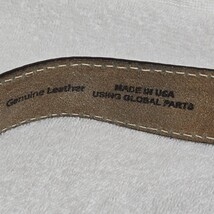 Genuine Leather
MADE IN USA
USING GLOBAL PARTS